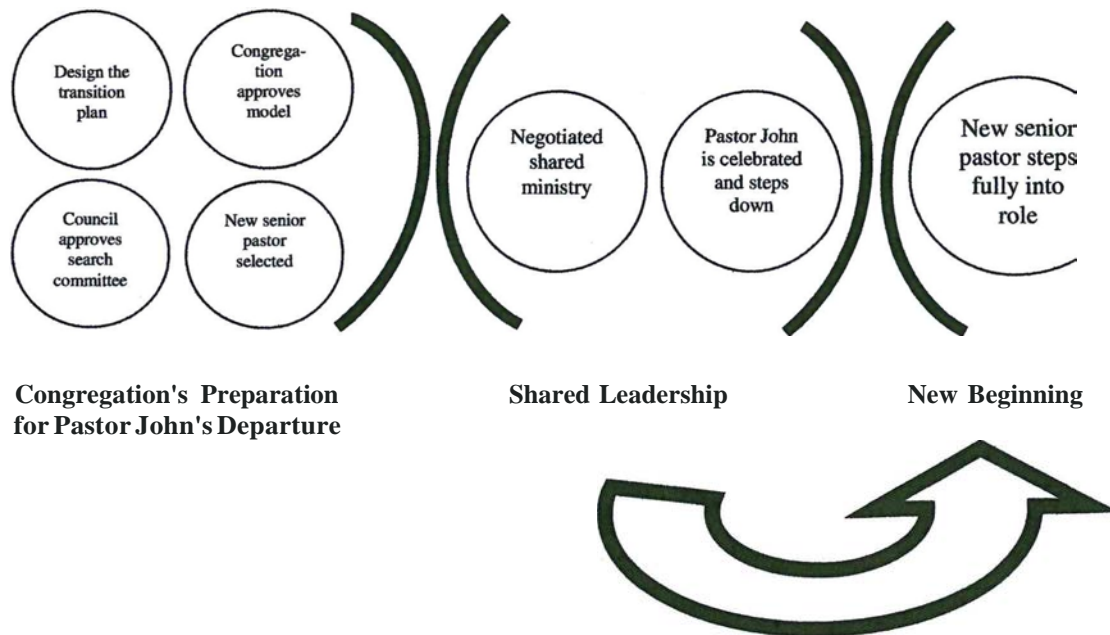 Design the
transition
plan
Congrega-
tion
approves
model
Council
approves
search
committee
New senior
pastor
selected
Negotiated
shared
ministry
Pastor John
is celebrated
and steps
down
New senior
pastor steps
fully into
role
Congregation's Preparation
for Pastor John's Departure
Shared Leadership
New Beginning